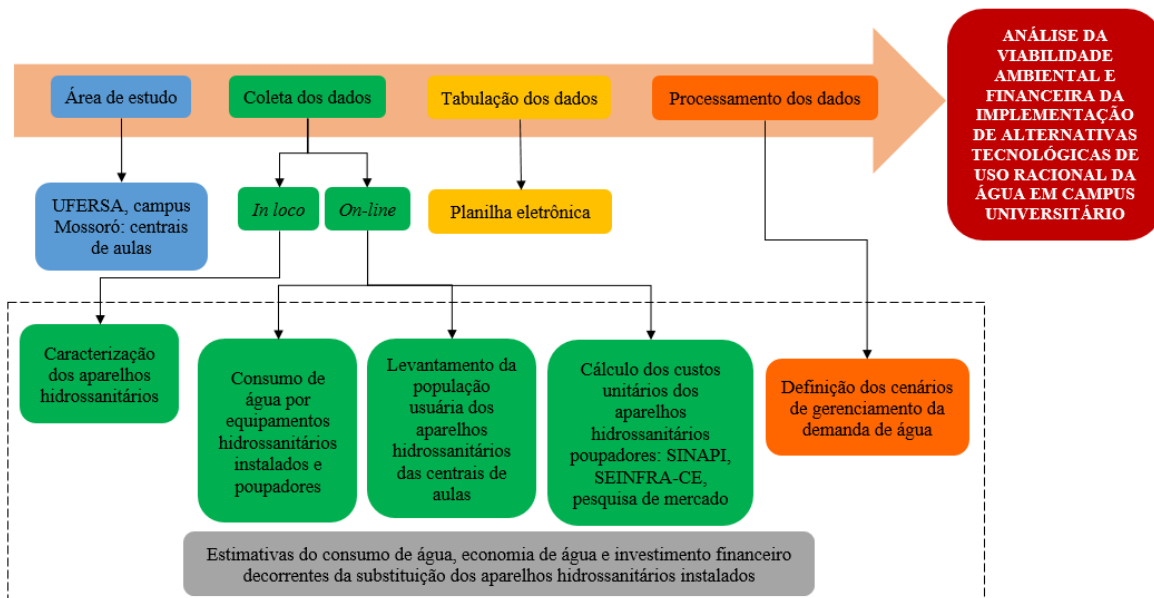 Área de estudo
Coleta dos dados
Tabulação dos dados
Processamento dos dados
ANÁLISE DA
VIABILIDADE
AMBIENTAL E
FINANCEIRA DA
IMPLEMENTAÇÃO
DE ALTERNATIVAS
TECNOLÓGICAS DE
USO RACIONAL DA
ÁGUA EM CAMPUS
UNIVERSITÁRIO
UFERSA, campus
Mossoró: centrais
de aulas
In loco
On-line
Planilha eletrônica
Caracterização
dos aparelhos
hidrossanitários
Consumo de
água por
equipamentos
hidrossanitários
instalados e
poupadores
Levantamento da
população
usuária dos
aparelhos
hidrossanitários
das centrais de
aulas
Cálculo dos custos
unitários dos
aparelhos
hidrossanitários
poupadores: SINAPI,
SEINFRA-CE,
pesquisa de mercado
Definição dos cenários
de gerenciamento da
demanda de água
Estimativas do consumo de água, economia de água e investimento financeiro
decorrentes da substituição dos aparelhos hidrossanitários instalados